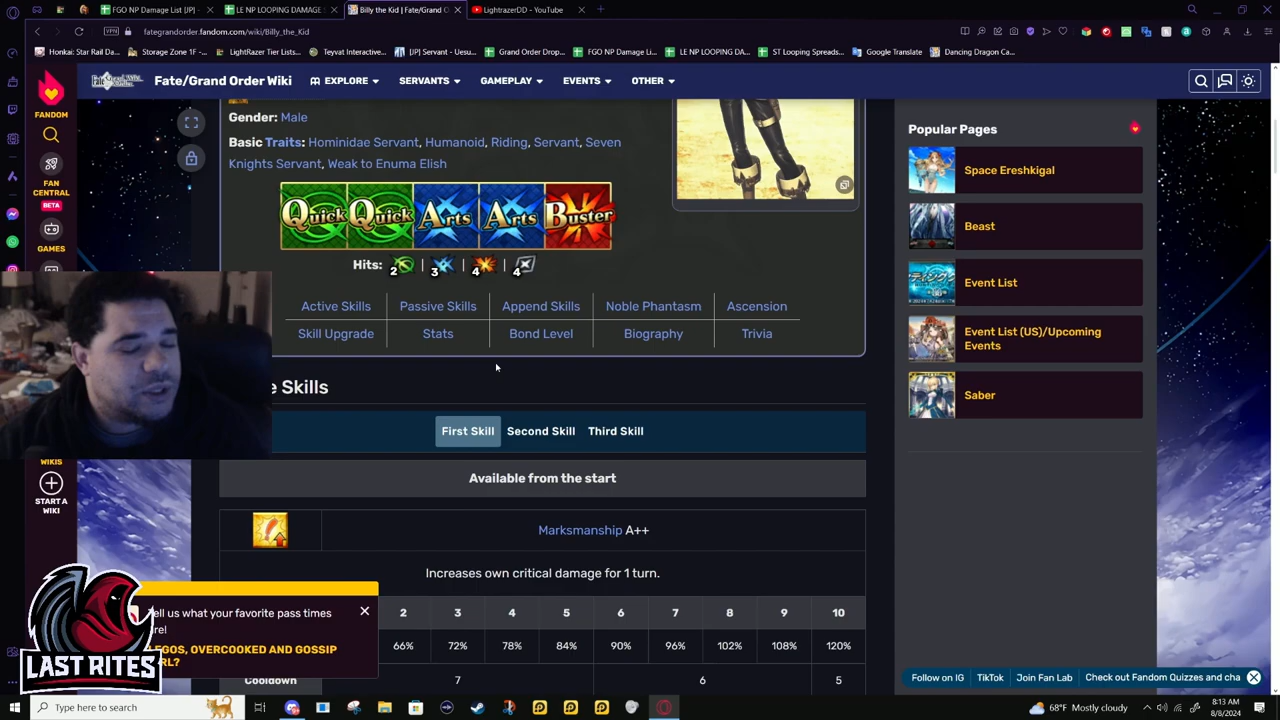 FGO NP Damage List [JP] -
LE NP LOOPING DAMAGE
Billy the Kid | Fate/Grand O
LightrazerDD - YouTube
VPN
fategrandorder.fandom.com/wiki/Billy_the_Kid
Honkai: Star Rail Da...
Storage Zone 1F -...
LightRazer Tier Lists...
Teyvat Interactive...
[JP] Servant - Uesu...
Grand Order Drop...
FGO NP Damage Li...
LE NP LOOPING DA...
ST Looping Spreads...
Google Translate
Dancing Dragon Ca...
Fate/Grand Order Wiki
EXPLORE
SERVANTS
GAMEPLAY
EVENTS
OTHER
FANDOM
FAN CENTRAL
BETA
GAMES
WIKIS
START A WIKI
Gender: Male
Basic Traits: Hominidae Servant, Humanoid, Riding, Servant, Seven
Knights Servant, Weak to Enuma Elish
Quick Quick Arts Arts Buster
Hits: 2 | 3 | 4 | 4
Active Skills Passive Skills Append Skills Noble Phantasm Ascension
Skill Upgrade Stats Bond Level Biography Trivia
e Skills
First Skill Second Skill Third Skill
Available from the start
Marksmanship A++
Increases own critical damage for 1 turn.
2 3 4 5 6 7 8 9 10
66% 72% 78% 84% 90% 96% 102% 108% 120%
Cooldown 7 6 5
Popular Pages
Space Ereshkigal
Beast
Event List
Event List (US)/Upcoming
Events
Saber
ell us what your favorite pass times
re!
EGOS, OVERCOOKED AND GOSSIP
RL?
LAST RITES
Follow on IG TikTok Join Fan Lab Check out Fandom Quizzes and cha
Type here to search
68°F Mostly cloudy
8:13 AM
8/8/2024